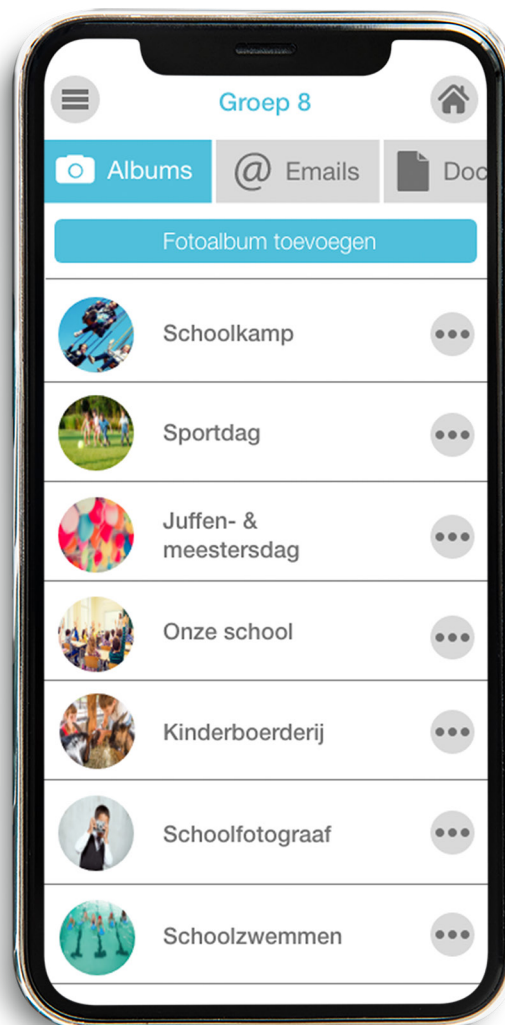 Groep 8
Albums
@ Emails
Doc
Fotoalbum toevoegen
Schoolkamp
Sportdag
Juffen- &
meestersdag
Onze school
Kinderboerderij
Schoolfotograaf
Schoolzwemmen